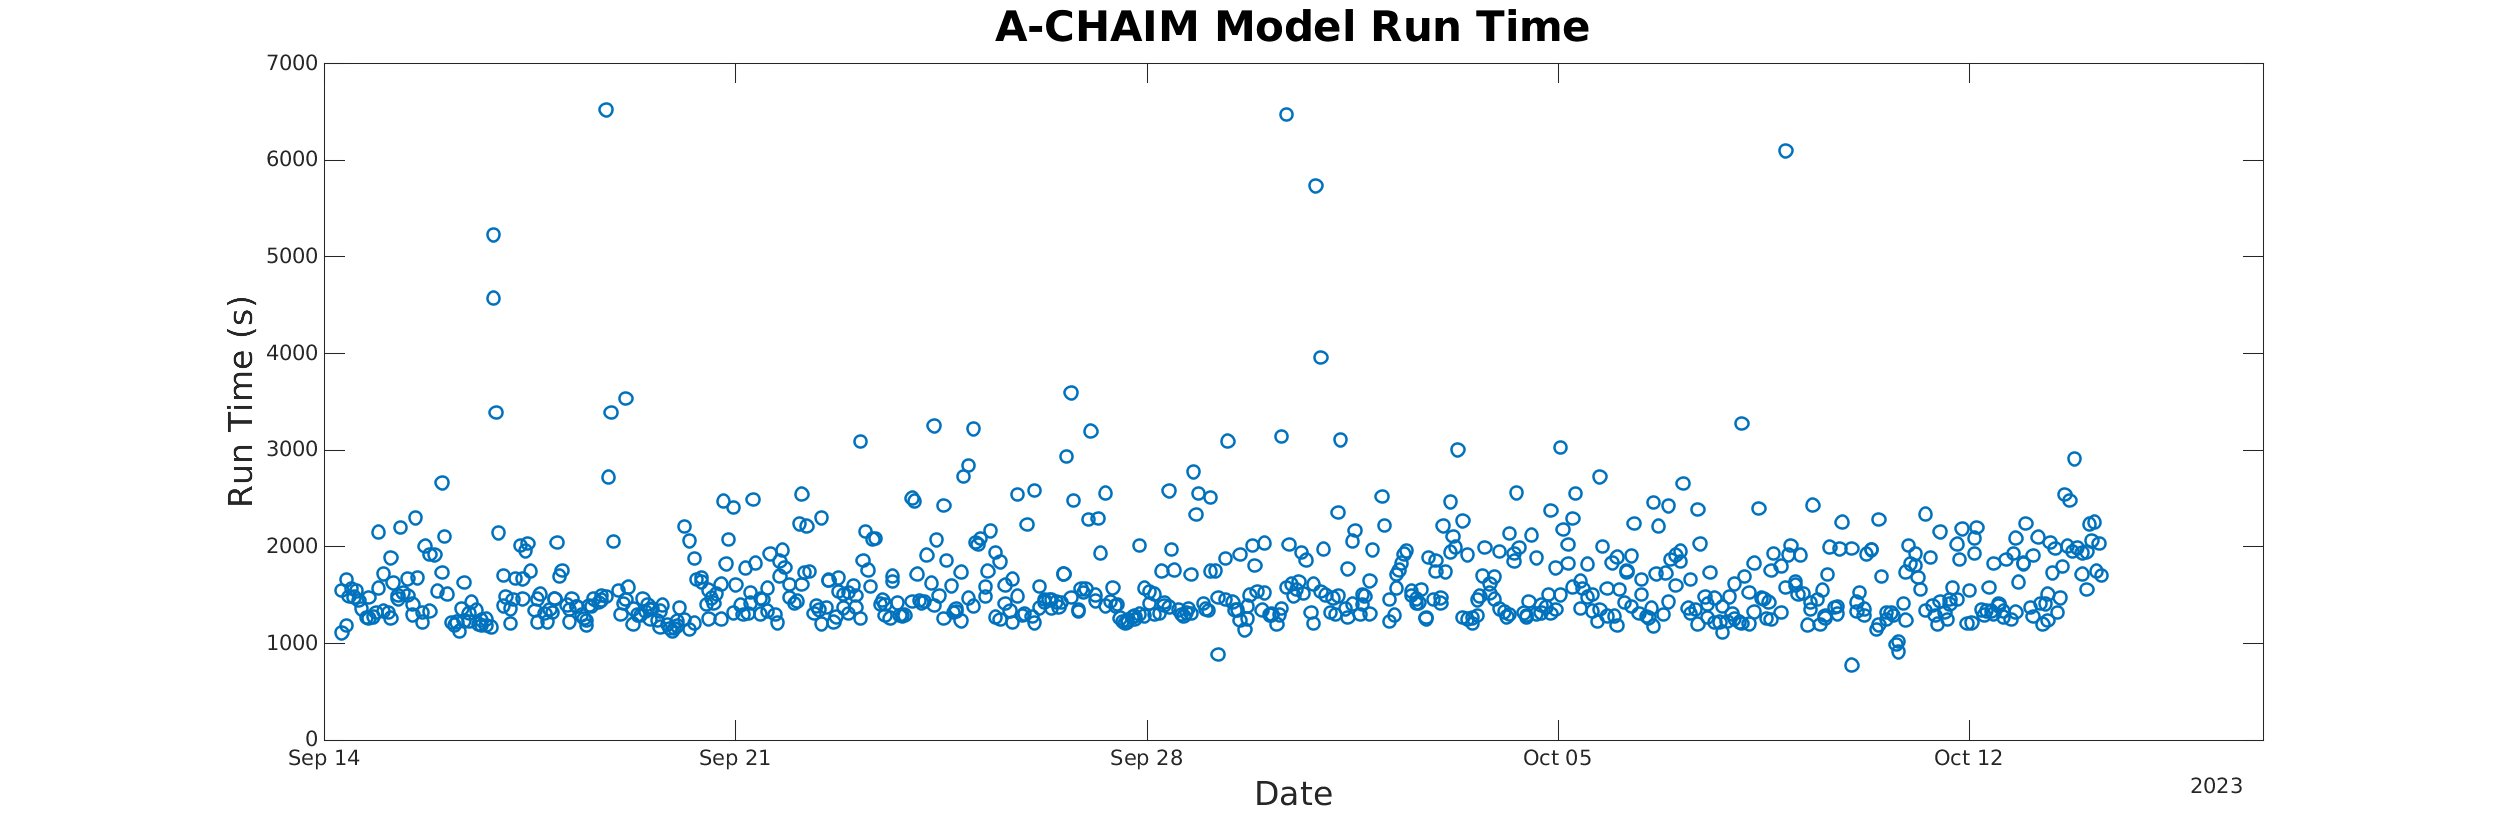 A-CHAIM Model Run Time
7000
6000
5000
4000
3000
2000
1000
0
Run Time (s)
Sep 14 Sep 21 Sep 28 Oct 05 Oct 12
2023
Date